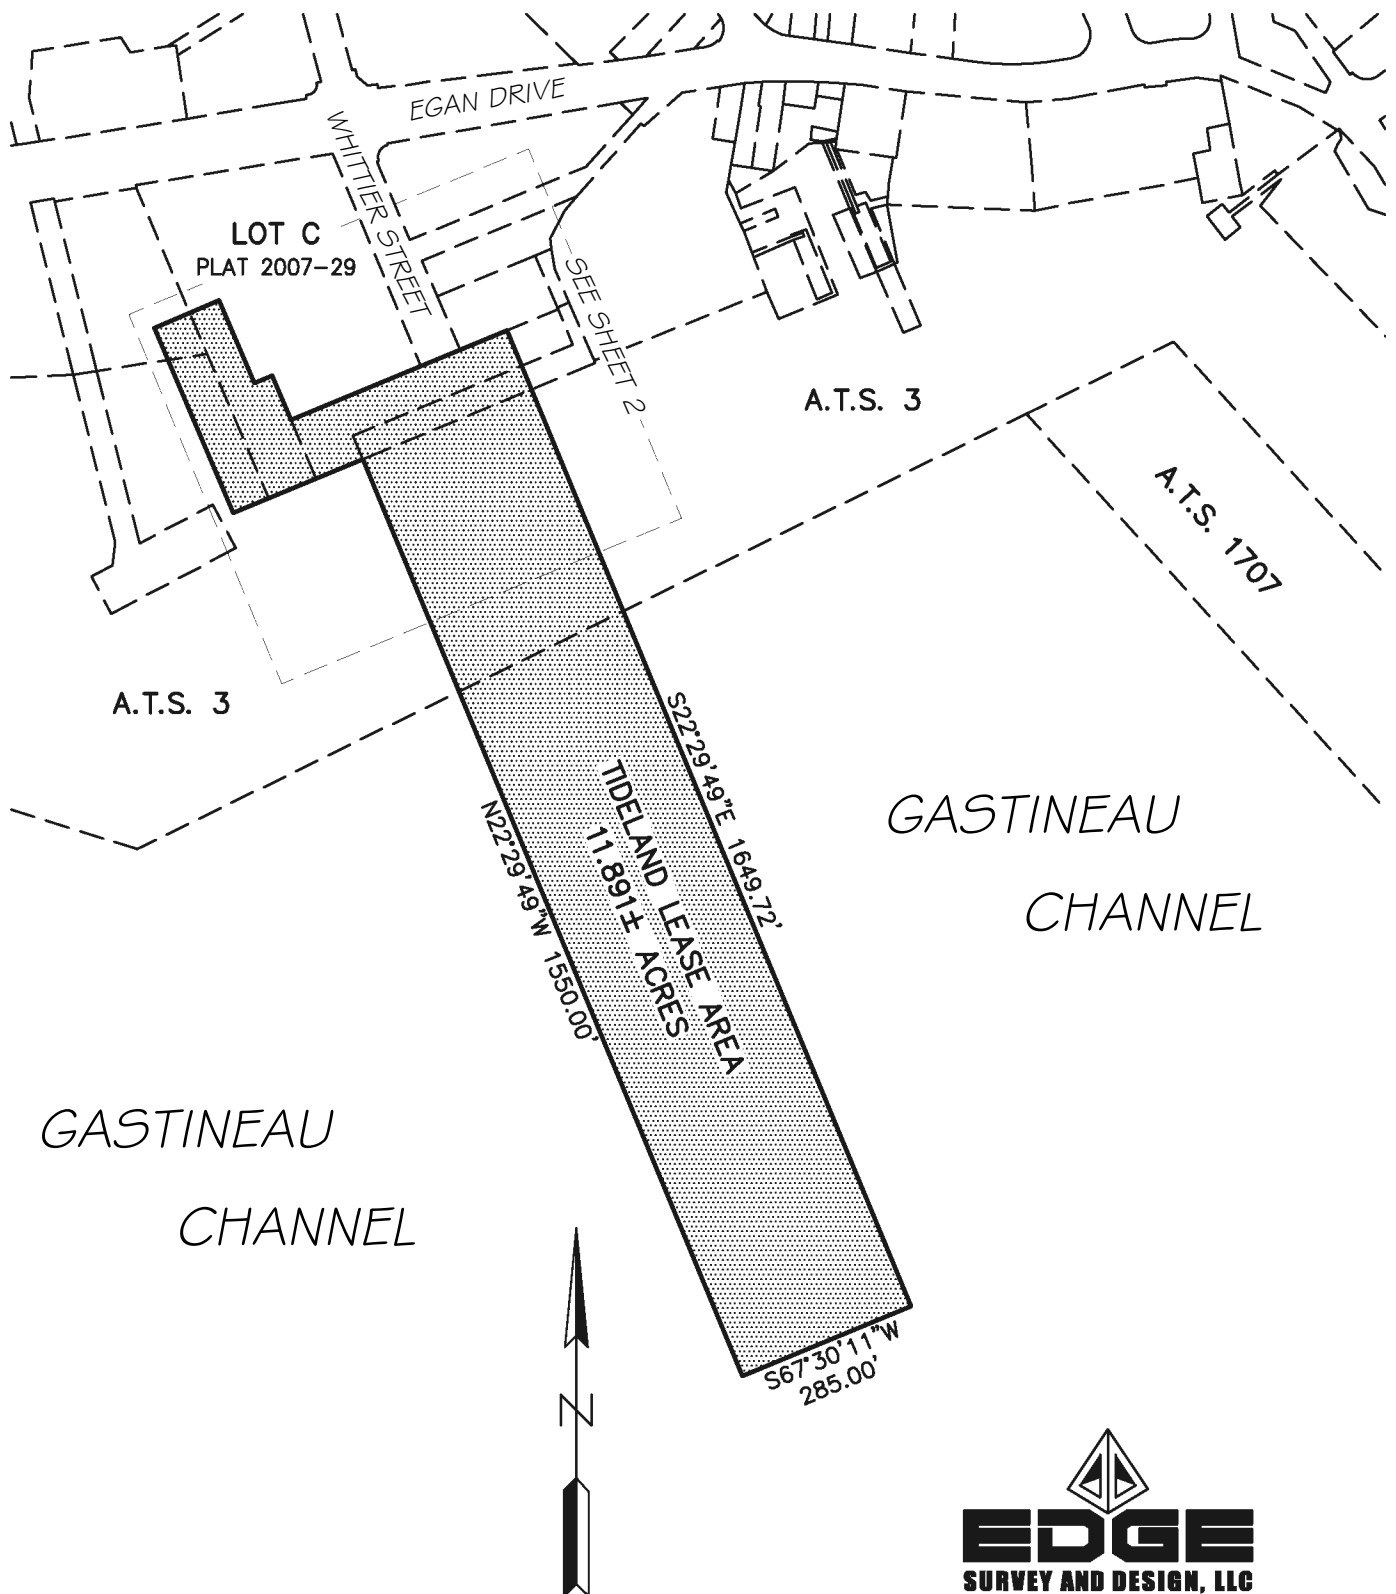 EGAN DRIVE
WHITTIER STREET
LOT C
PLAT 2007-29
SEE SHEET 2
A.T.S. 3
A.T.S. 1707
A.T.S. 3
S22°29'49"E 1649.72'
TIDELAND LEASE AREA
11.891± ACRES
N22°29'49"W 1550.00'
GASTINEAU
CHANNEL
GASTINEAU
CHANNEL
S67°30'11"W
285.00'
N
EDGE
SURVEY AND DESIGN, LLC